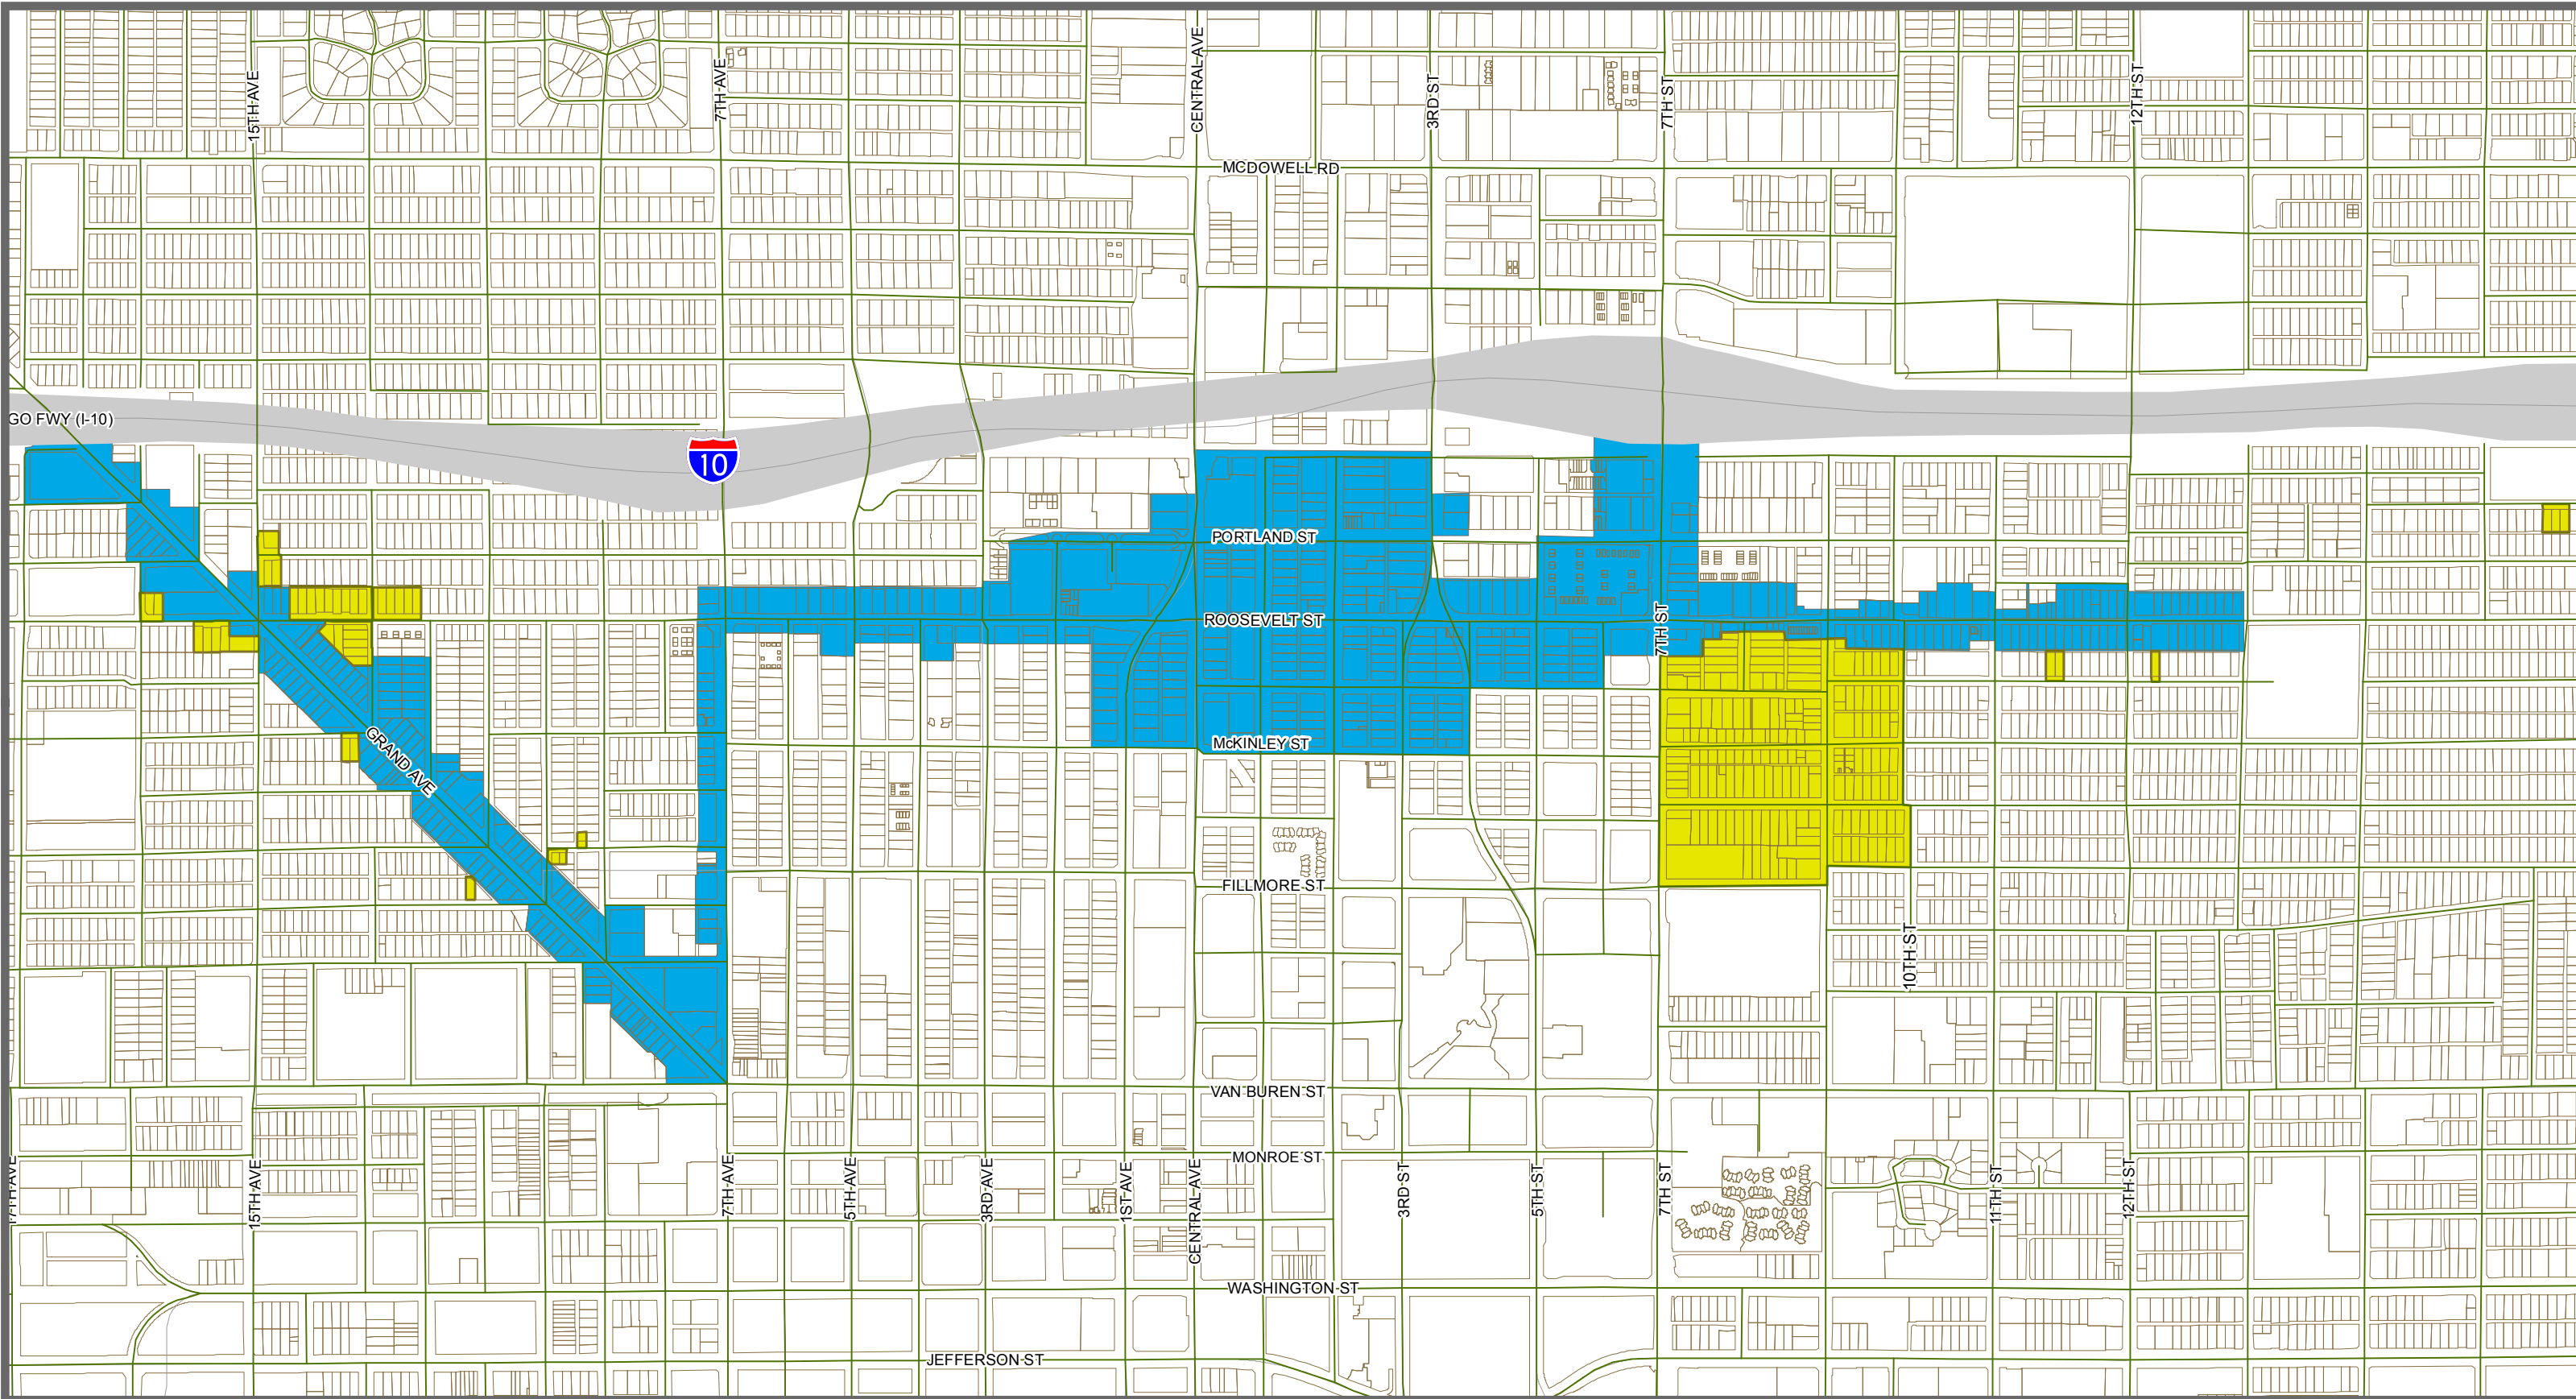 15TH AVE
7TH AVE
CENTRAL AVE
3RD ST
7TH ST
12TH ST
MCDOWELL RD
GO FWY (I-10)
10
PORTLAND ST
ROOSEVELT ST
7TH ST
McKINLEY ST
GRAND AVE
FILLMORE ST
10TH ST
VAN BUREN ST
MONROE ST
15TH AVE
7TH AVE
5TH AVE
3RD AVE
1ST AVE
CENTRAL AVE
3RD ST
5TH ST
7TH ST
11TH ST
12TH ST
WASHINGTON ST
JEFFERSON ST